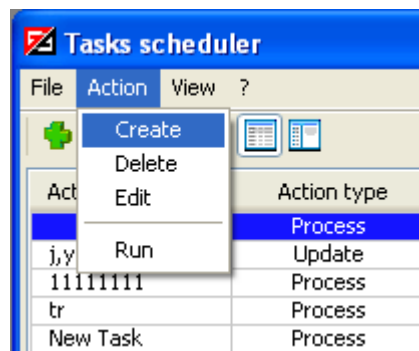 Tasks scheduler
File Action View ?
Create
Delete
Edit
Run
Action type
Process
j,y Update
11111111 Process
tr Process
New Task Process